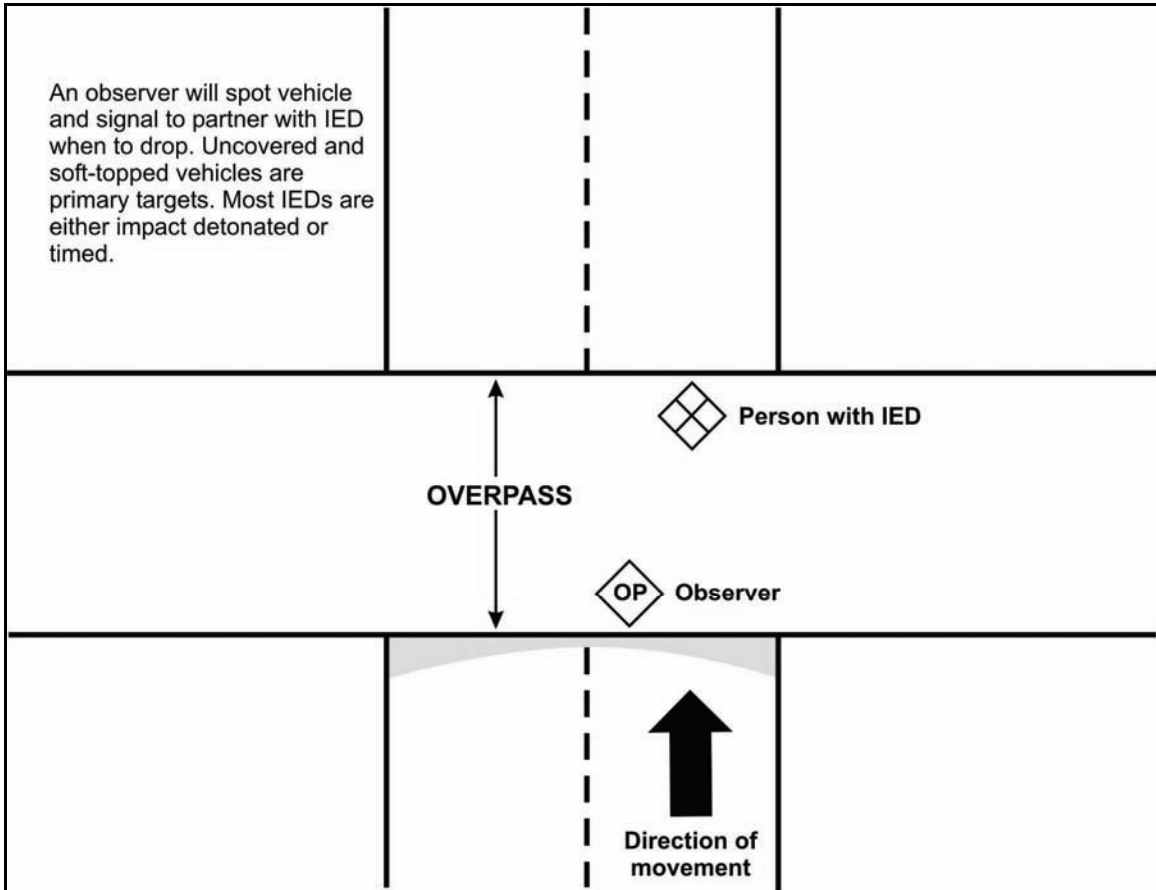 An observer will spot vehicle
and signal to partner with IED
when to drop. Uncovered and
soft-topped vehicles are
primary targets. Most IEDs are
either impact detonated or
timed.
Person with IED
OVERPASS
OP Observer
Direction of
movement